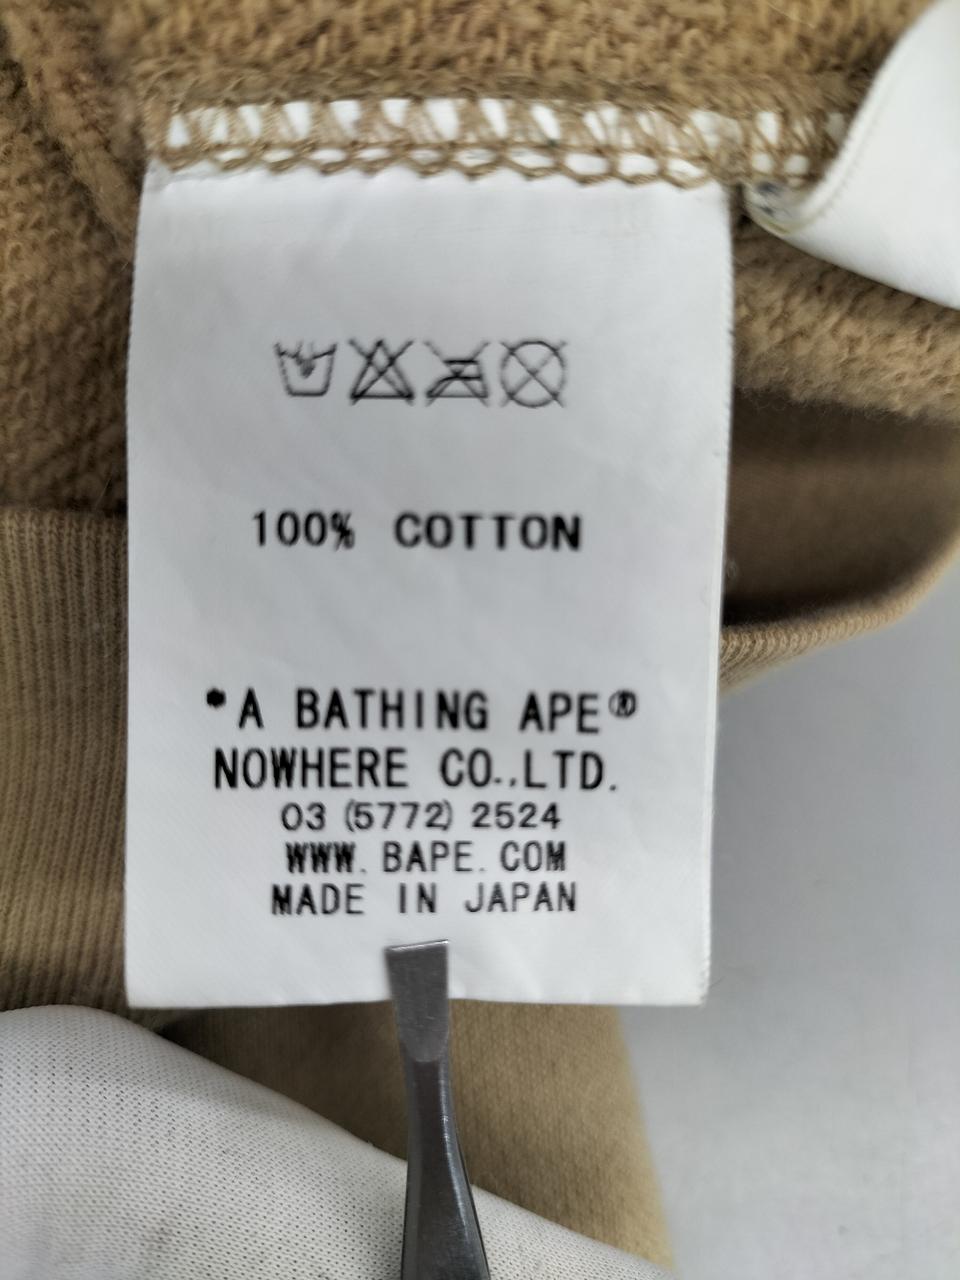 100% COTTON
*A BATHING APE®
NOWHERE CO.,LTD.
03 (5772) 2524
WWW. BAPE. COM
MADE IN JAPAN